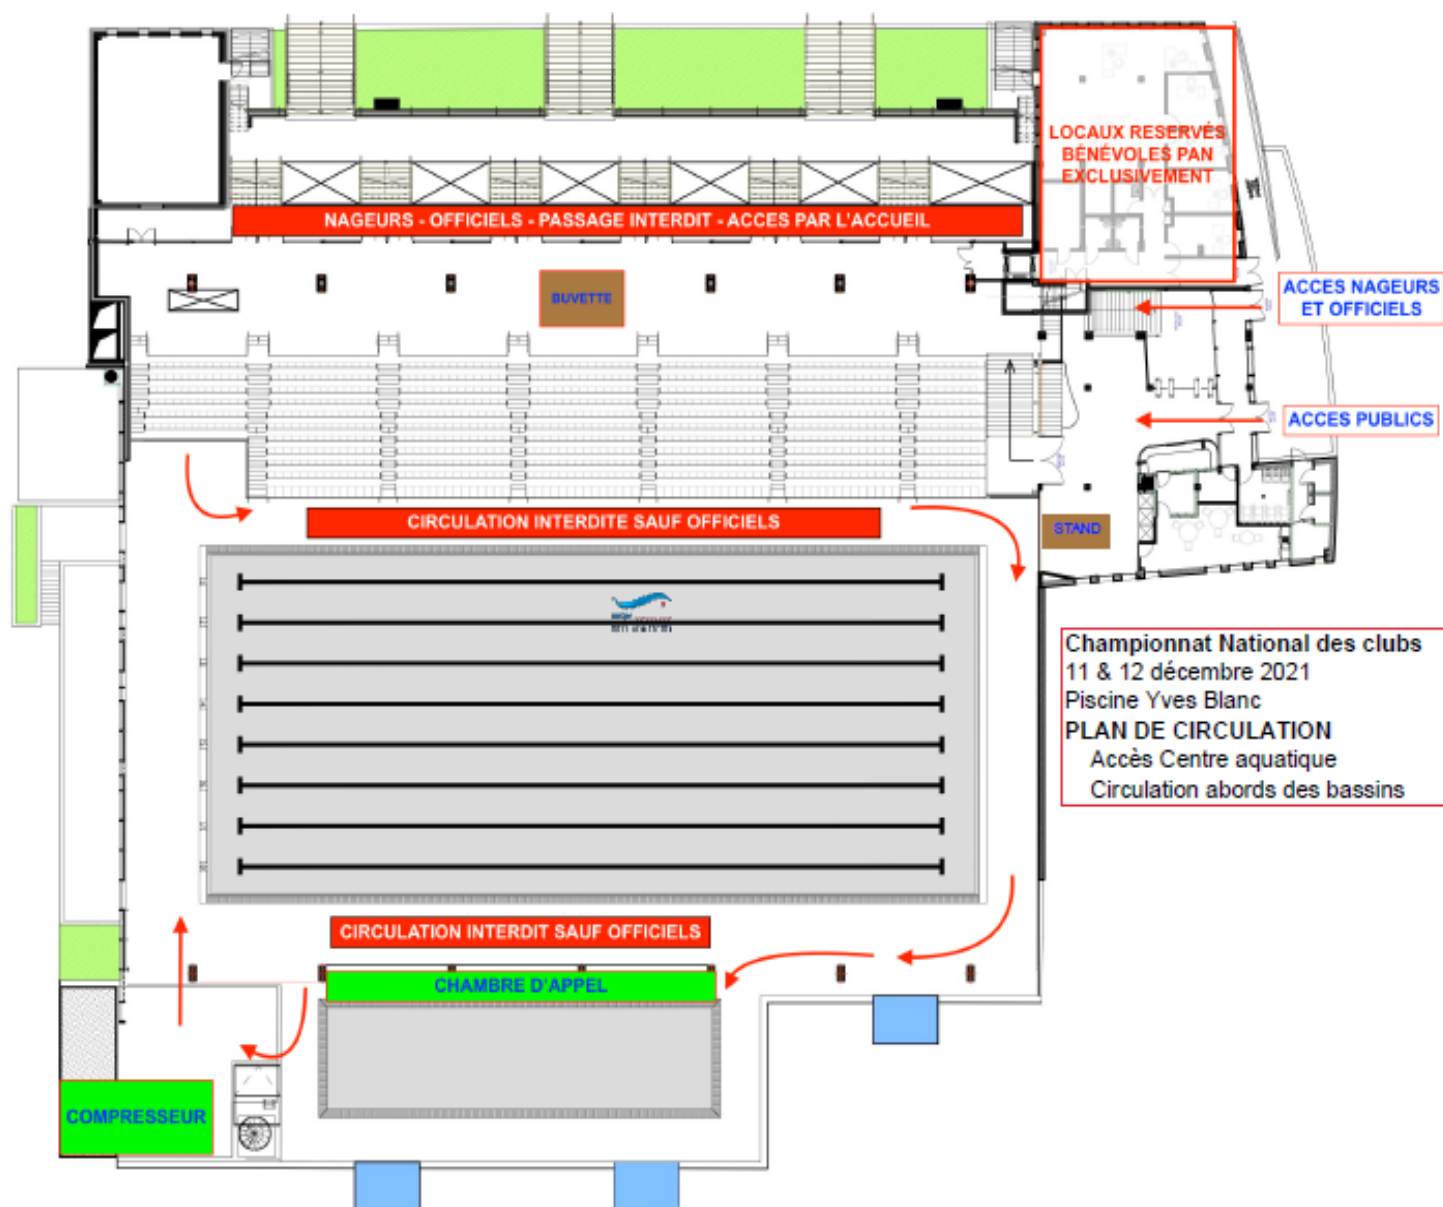 LOCAUX RESERVÉS
BÉNÉVOLES PAN
EXCLUSIVEMENT
NAGEURS - OFFICIELS - PASSAGE INTERDIT - ACCES PAR L'ACCUEIL
BUVETTE
ACCES NAGEURS
ET OFFICIELS
ACCES PUBLICS
CIRCULATION INTERDITE SAUF OFFICIELS
STAND
Championnat National des clubs
11 & 12 décembre 2021
Piscine Yves Blanc
PLAN DE CIRCULATION
Accès Centre aquatique
Circulation abords des bassins
CIRCULATION INTERDIT SAUF OFFICIELS
CHAMBRE D'APPEL
COMPRESSEUR